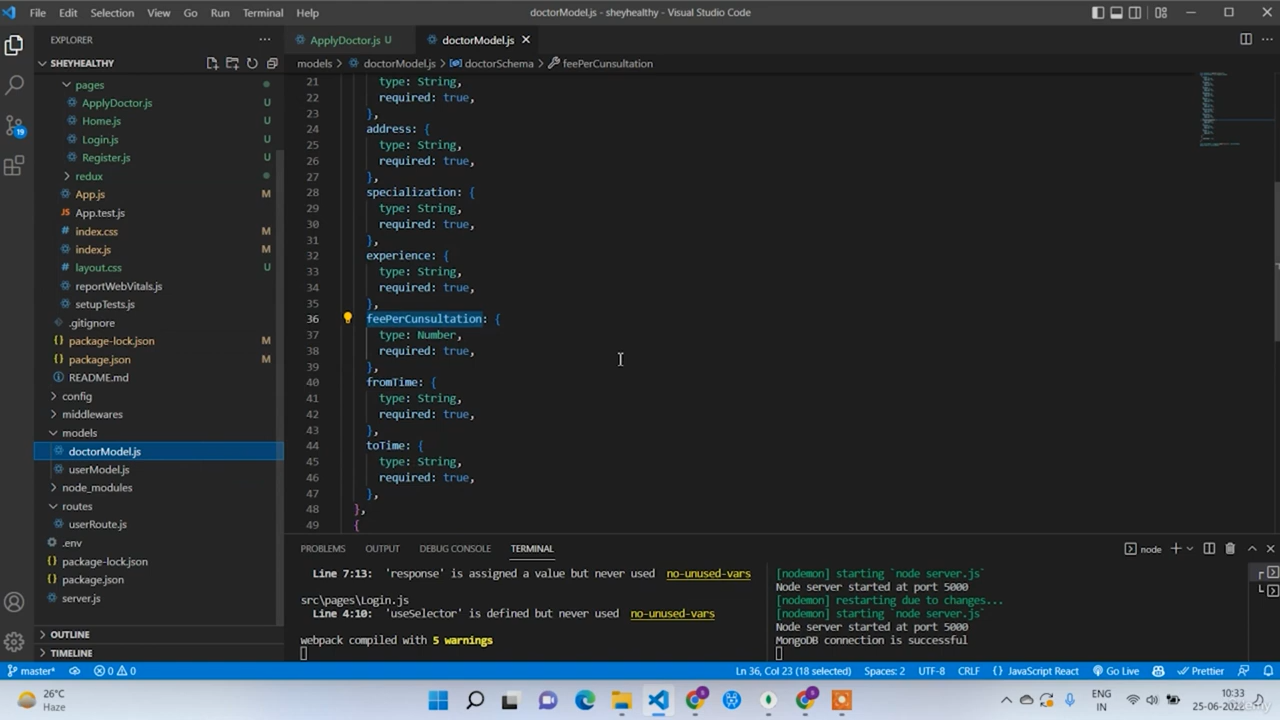 File Edit Selection View Go Run Terminal Help
doctorModel.js - sheyhealthy - Visual Studio Code
EXPLORER
ApplyDoctor.js U
doctorModel.js
SHEYHEALTHY
models > doctorModel.js > doctorSchema > feePerCunsultation
pages
ApplyDoctor.js U
Home.js U
Login.js U
Register.js U
redux
App.js M
App.test.js
index.css M
index.js M
layout.css U
reportWebVitals.js
setupTests.js
.gitignore
package-lock.json M
package.json M
README.md
config
middlewares
models
doctorModel.js
userModel.js
node_modules
routes
userRoute.js
.env
package-lock.json
package.json
server.js
OUTLINE
TIMELINE
21 type: String,
22 required: true,
23 },
24 address: {
25 type: String,
26 required: true,
27 },
28 specialization: {
29 type: String,
30 required: true,
31 },
32 experience: {
33 type: String,
34 required: true,
35 },
36 feePerCunsultation: {
37 type: Number,
38 required: true,
39 },
40 fromTime: {
41 type: String,
42 required: true,
43 },
44 toTime: {
45 type: String,
46 required: true,
47 },
48 },
49 {
PROBLEMS OUTPUT DEBUG CONSOLE TERMINAL
node
Line 7:13: 'response' is assigned a value but never used no-unused-vars
src\pages\Login.js
Line 4:10: 'useSelector' is defined but never used no-unused-vars
webpack compiled with 5 warnings
[nodemon] starting `node server.js`
Node server started at port 5000
[nodemon] restarting due to changes...
[nodemon] starting `node server.js`
Node server started at port 5000
MongoDB connection is successful
19
master* 0 0
Ln 36, Col 23 (18 selected) Spaces: 2 UTF-8 CRLF JavaScript React Go Live Prettier
26°C
Haze
ENG
IN
10:33
25-06-2022